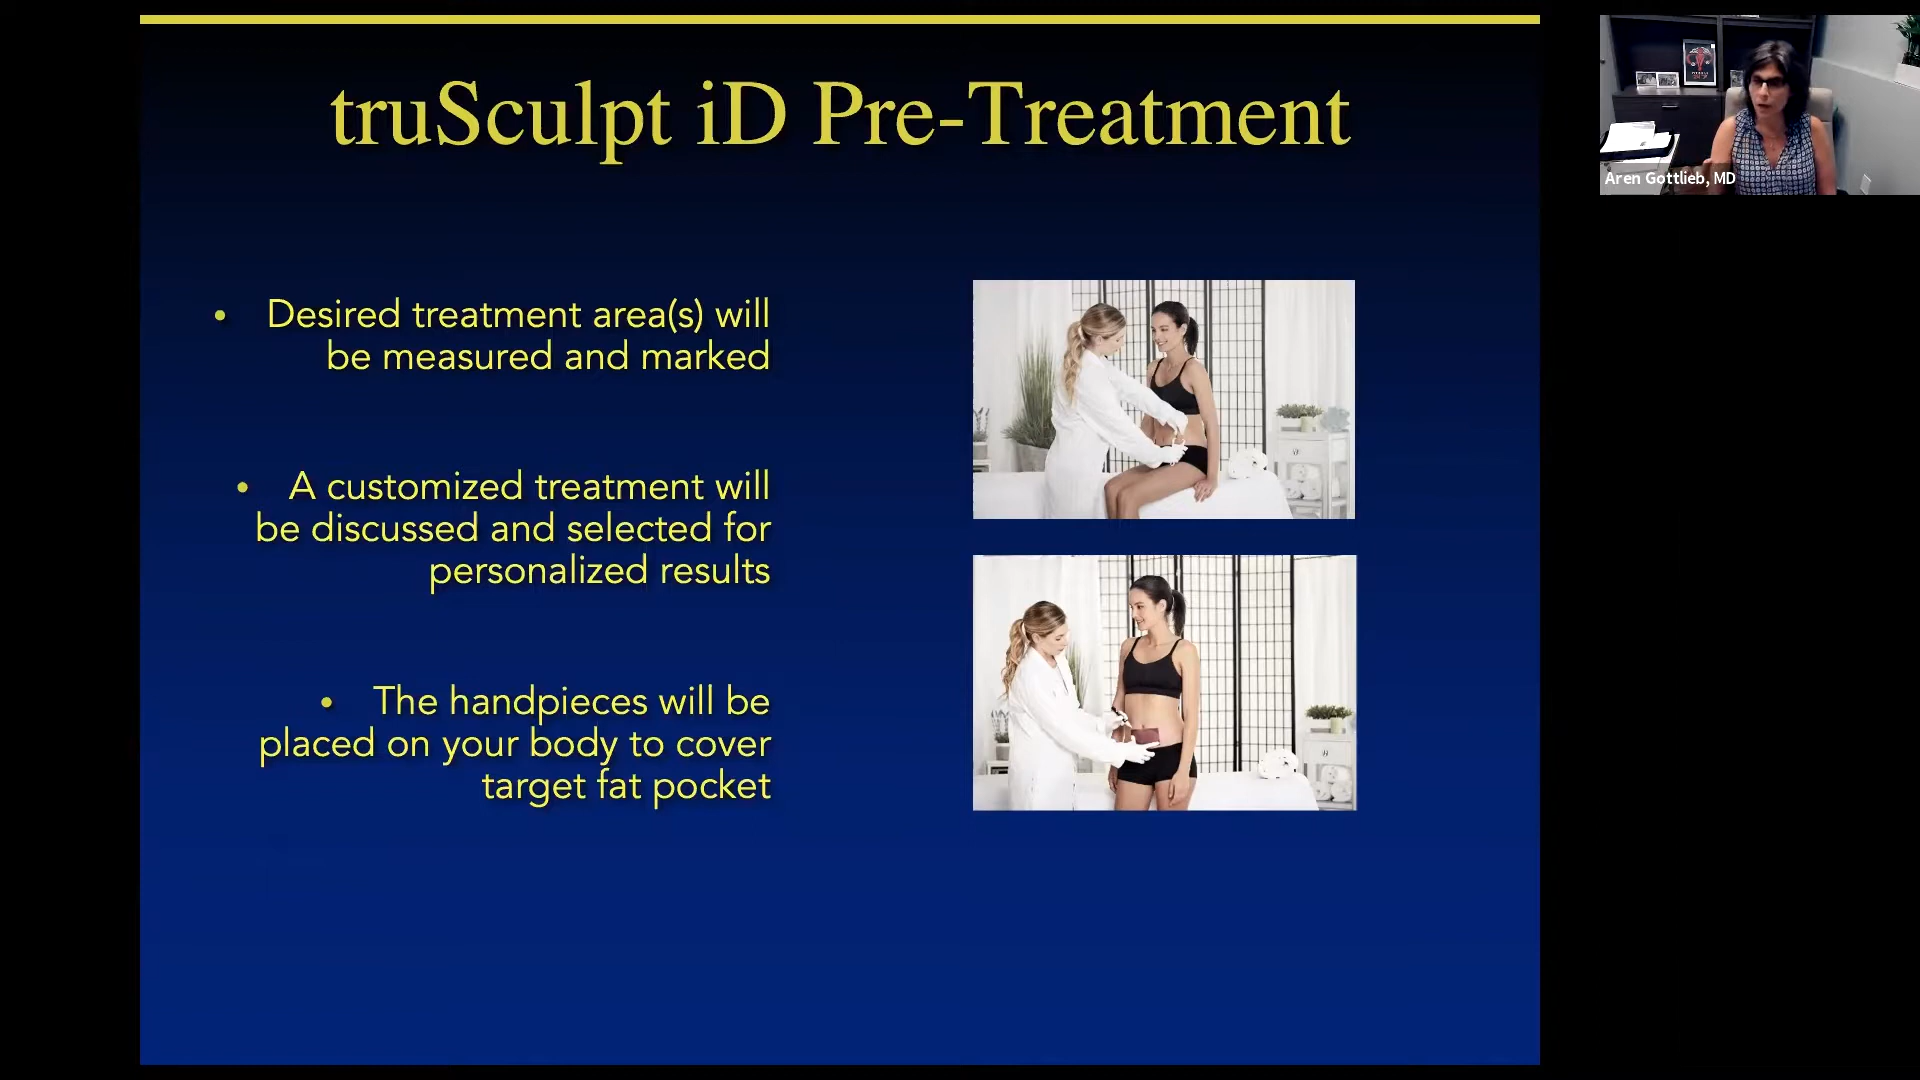 truSculpt iD Pre-Treatment
• Desired treatment area(s) will
be measured and marked
• A customized treatment will
be discussed and selected for
personalized results
• The handpieces will be
placed on your body to cover
target fat pocket
Aren Gottlieb, MD